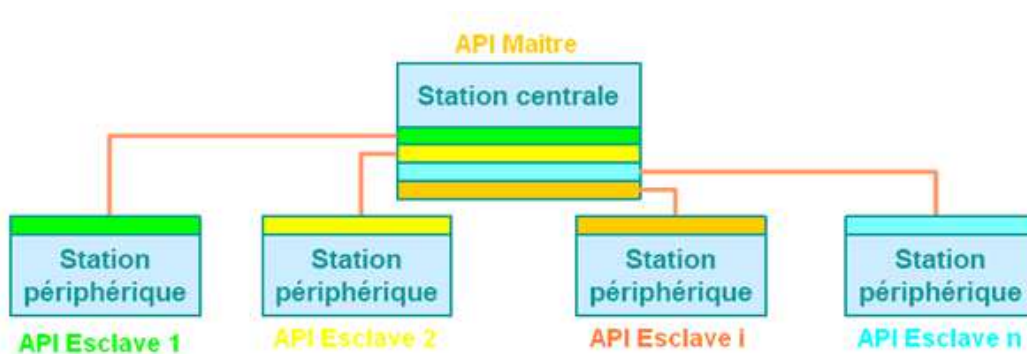 API Maitre
Station centrale
Station
périphérique
API Esclave 1
Station
périphérique
API Esclave 2
Station
périphérique
API Esclave i
Station
périphérique
API Esclave n